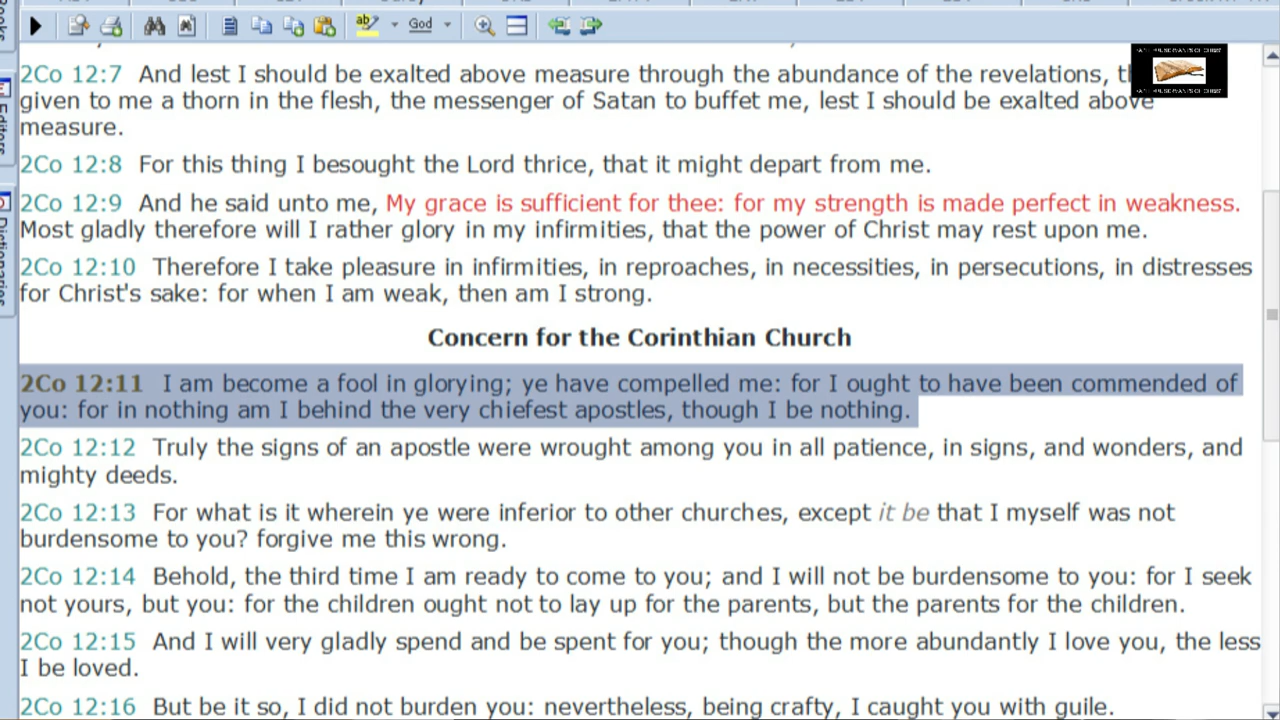 God
2Co 12:7 And lest I should be exalted above measure through the abundance of the revelations,
given to me a thorn in the flesh, the messenger of Satan to buffet me, lest I should be exalted above
measure.
2Co 12:8 For this thing I besought the Lord thrice, that it might depart from me.
2Co 12:9 And he said unto me, My grace is sufficient for thee: for my strength is made perfect in weakness.
Most gladly therefore will I rather glory in my infirmities, that the power of Christ may rest upon me.
2Co 12:10 Therefore I take pleasure in infirmities, in reproaches, in necessities, in persecutions, in distresses
for Christ's sake: for when I am weak, then am I strong.
Concern for the Corinthian Church
2Co 12:11 I am become a fool in glorying; ye have compelled me: for I ought to have been commended of
you: for in nothing am I behind the very chiefest apostles, though I be nothing.
2Co 12:12 Truly the signs of an apostle were wrought among you in all patience, in signs, and wonders, and
mighty deeds.
2Co 12:13 For what is it wherein ye were inferior to other churches, except it be that I myself was not
burdensome to you? forgive me this wrong.
2Co 12:14 Behold, the third time I am ready to come to you; and I will not be burdensome to you: for I seek
not yours, but you: for the children ought not to lay up for the parents, but the parents for the children.
2Co 12:15 And I will very gladly spend and be spent for you; though the more abundantly I love you, the less
I be loved.
2Co 12:16 But be it so, I did not burden you: nevertheless, being crafty, I caught you with guile.
Editors
Dictionaries